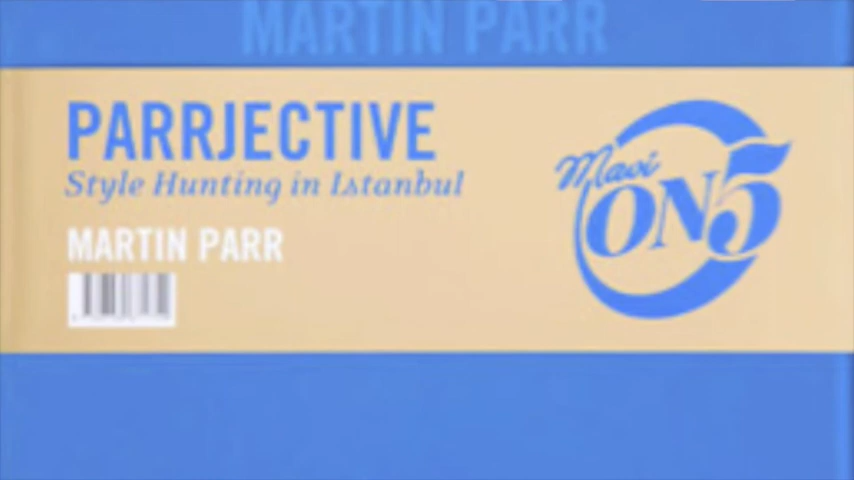 MARTIN PARR
PARRJECTIVE
Style Hunting in Istanbul
MARTIN PARR
Mavi
ON5